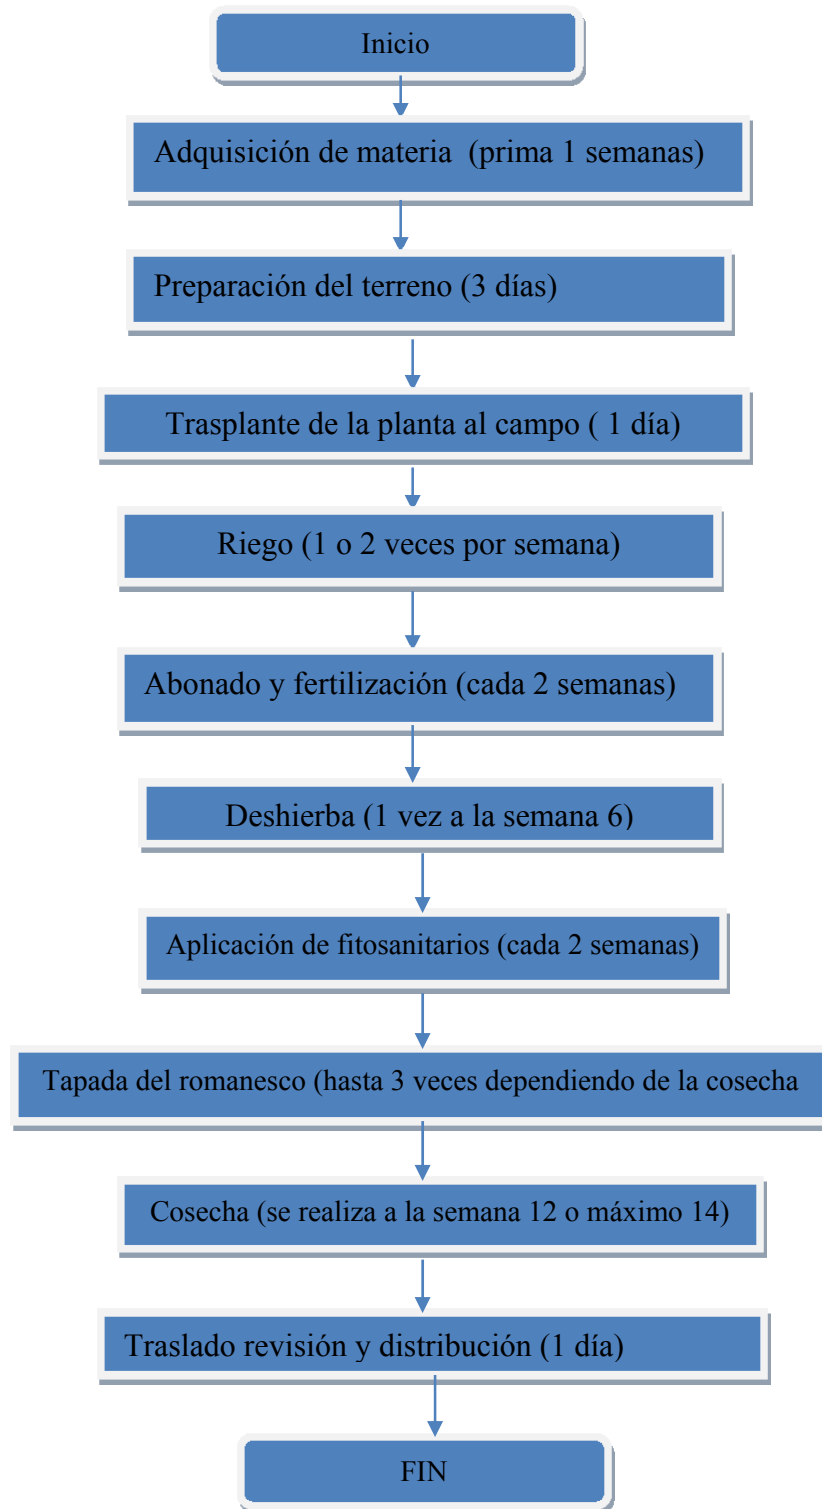 Inicio
Adquisición de materia  (prima 1 semanas)
Preparación del terreno (3 días)
Trasplante de la planta al campo ( 1 día)
Riego (1 o 2 veces por semana)
Abonado y fertilización (cada 2 semanas)
Deshierba (1 vez a la semana 6)
Aplicación de fitosanitarios (cada 2 semanas)
Tapada del romanesco (hasta 3 veces dependiendo de la cosecha
Cosecha (se realiza a la semana 12 o máximo 14)
Traslado revisión y distribución (1 día)
FIN